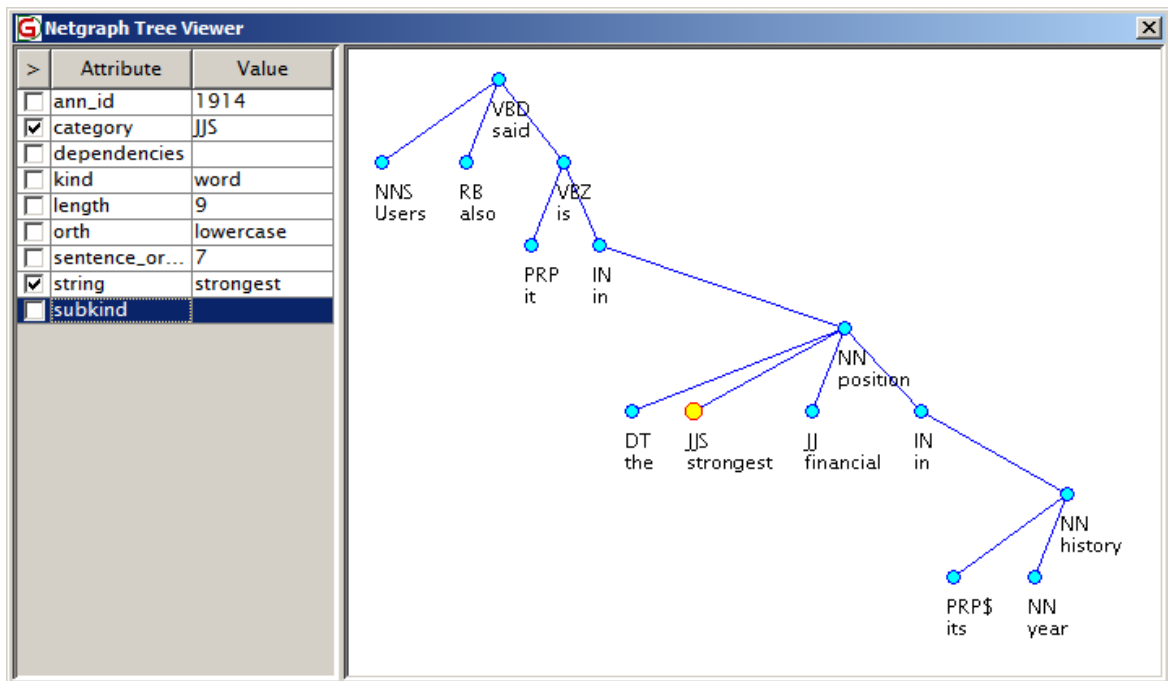 Netgraph Tree Viewer
> Attribute Value
ann_id 1914
category JJS
dependencies
kind word
length 9
orth lowercase
sentence_or... 7
string strongest
subkind
VBD
said
NNS RB VBZ
Users also is
PRP IN
it in
NN
position
DT JJS JJ IN
the strongest financial in
NN
history
PRP$ NN
its year